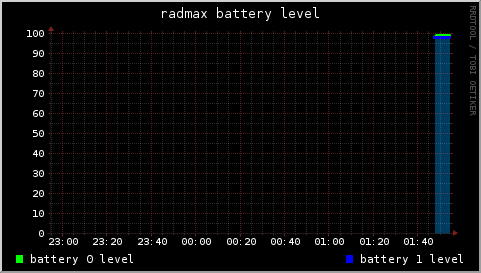 radmax battery level
RRDTOOL / TOBI OETIKER
100
90
80
70
60
50
40
30
20
10
0
23:00 23:20 23:40 00:00 00:20 00:40 01:00 01:20 01:40
battery 0 level battery 1 level